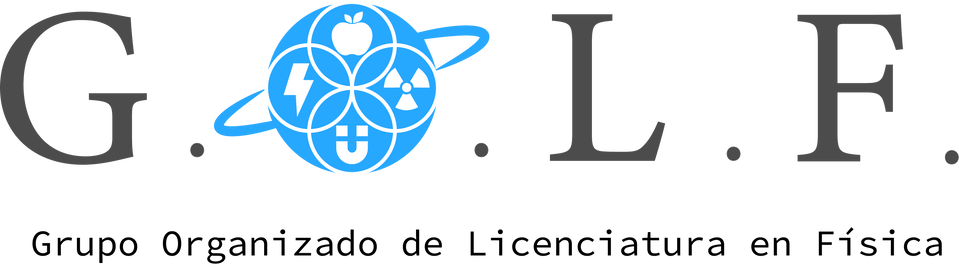 G.O.L.F.
Grupo Organizado de Licenciatura en Física